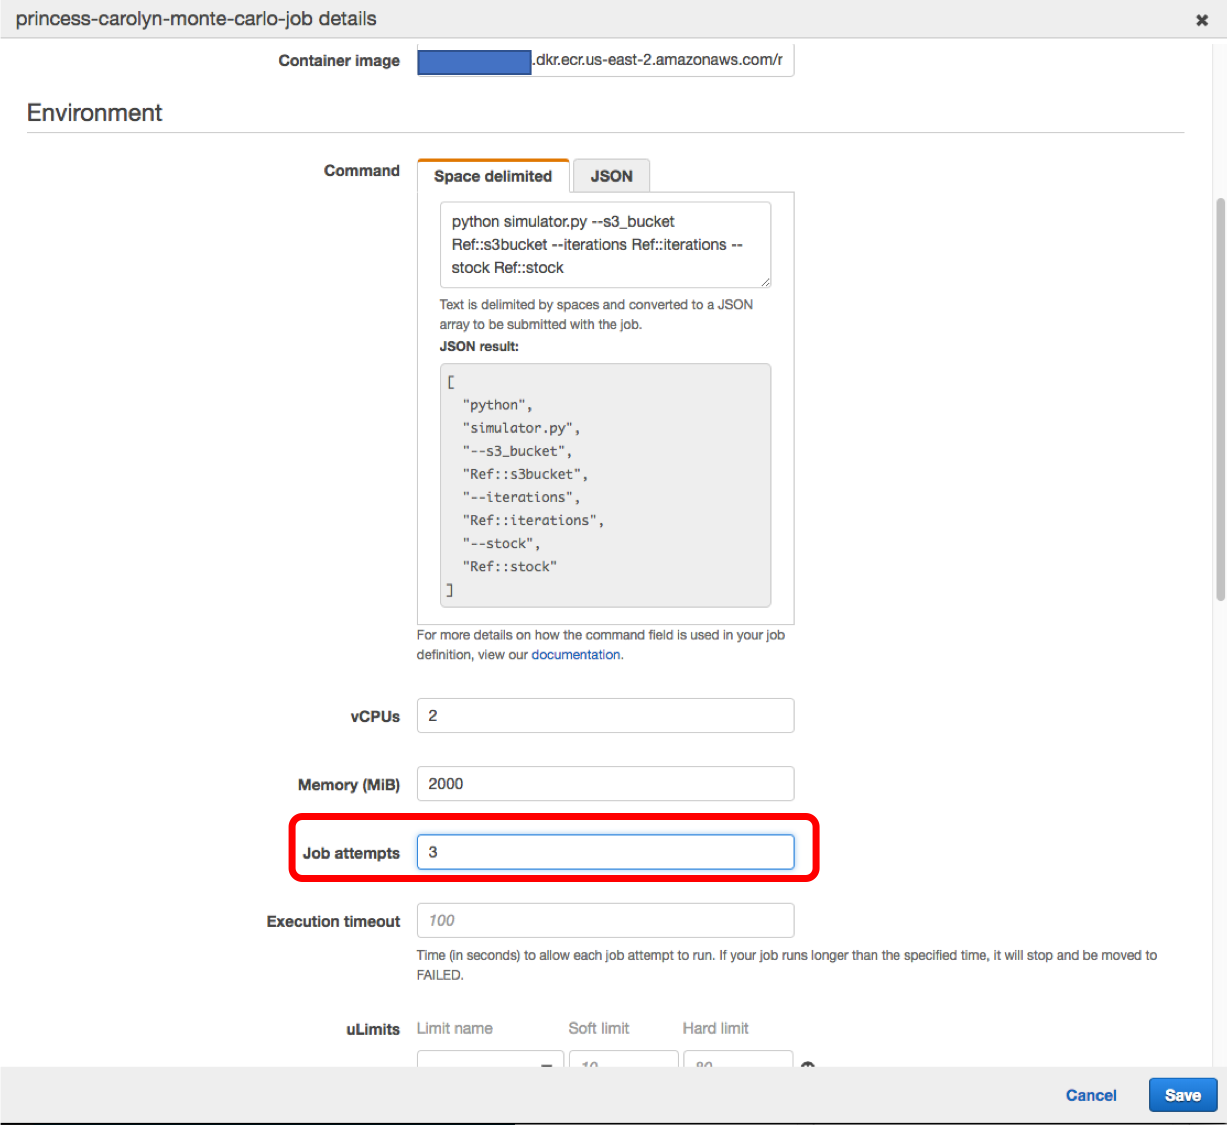 princess-carolyn-monte-carlo-job details
Container image
.dkr.ecr.us-east-2.amazonaws.com/r
Environment
Command
Space delimited
JSON
python simulator.py --s3_bucket
Ref::s3bucket --iterations Ref::iterations --
stock Ref::stock
Text is delimited by spaces and converted to a JSON
array to be submitted with the job.
JSON result:
[
"python",
"simulator.py",
"--s3_bucket",
"Ref::s3bucket",
"--iterations",
"Ref::iterations",
"--stock",
"Ref::stock"
]
For more details on how the command field is used in your job
definition, view our documentation.
vCPUs
2
Memory (MiB)
2000
Job attempts
3
Execution timeout
100
Time (in seconds) to allow each job attempt to run. If your job runs longer than the specified time, it will stop and be moved to
FAILED.
uLimits
Limit name
Soft limit
Hard limit
Cancel
Save